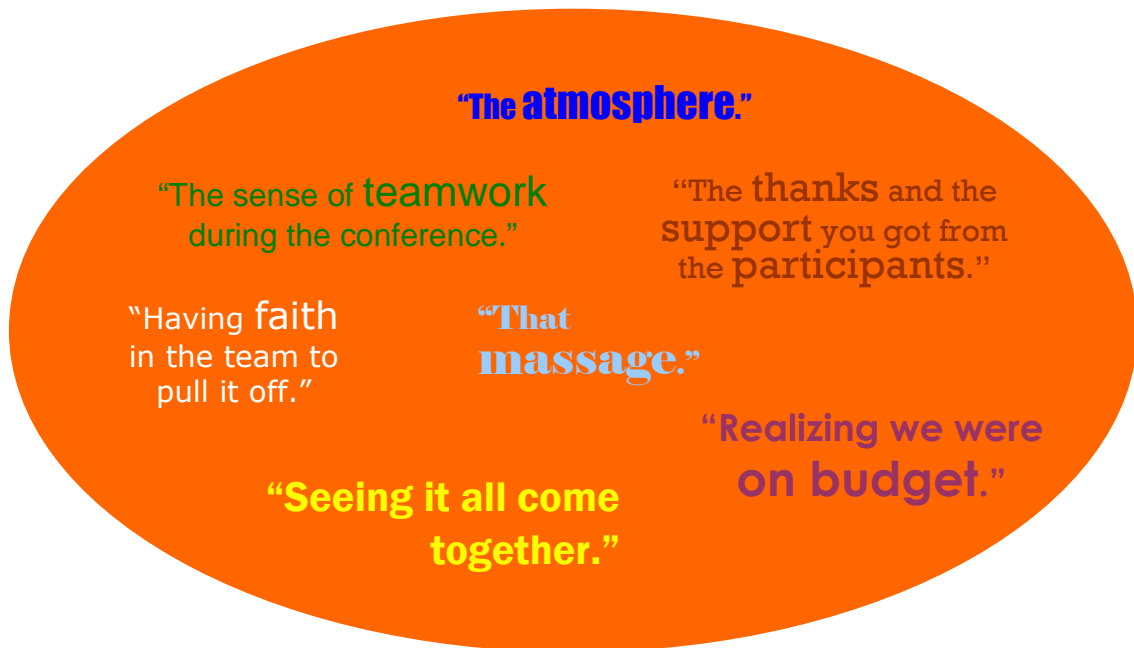 “The atmosphere.”
“The sense of teamwork
during the conference.”
“The thanks and the
support you got from
the participants.”
“Having faith
in the team to
pull it off.”
“That
massage.”
“Realizing we were
on budget.”
“Seeing it all come
together.”